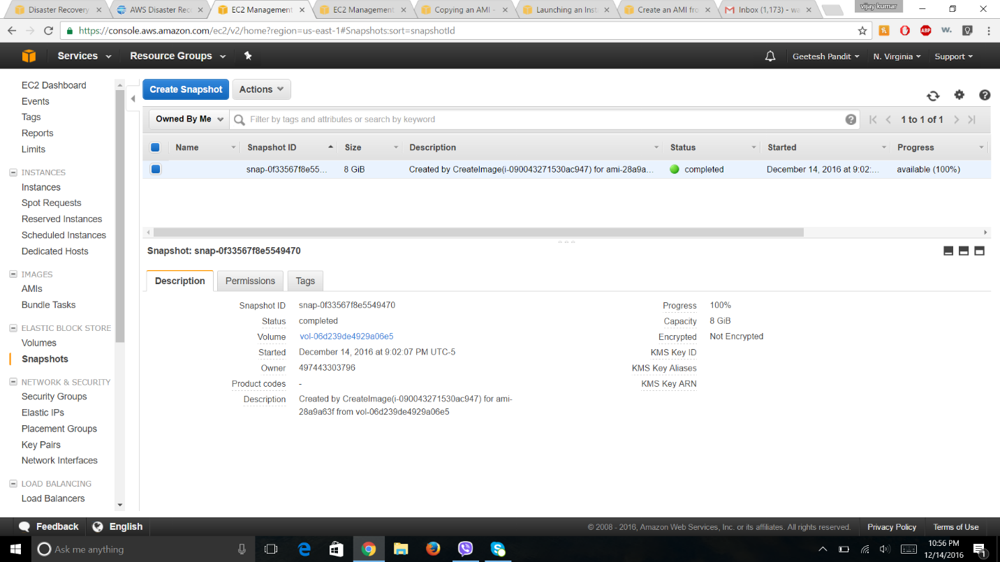 Disaster Recovery
AWS Disaster Rec
EC2 Management
EC2 Management
Copying an AMI -
Launching an Inst
Create an AMI fro
Inbox (1,173) - wa
vijay kumar
https://console.aws.amazon.com/ec2/v2/home?region=us-east-1#Snapshots:sort=snapshotId
ABP
w.
Services
Resource Groups
Geetesh Pandit
N. Virginia
Support
EC2 Dashboard
Events
Tags
Reports
Limits
INSTANCES
Instances
Spot Requests
Reserved Instances
Scheduled Instances
Dedicated Hosts
IMAGES
AMIs
Bundle Tasks
ELASTIC BLOCK STORE
Volumes
Snapshots
NETWORK & SECURITY
Security Groups
Elastic IPs
Placement Groups
Key Pairs
Network Interfaces
LOAD BALANCING
Load Balancers
Create Snapshot
Actions
Owned By Me
Filter by tags and attributes or search by keyword
1 to 1 of 1
Name Snapshot ID Size Description Status Started Progress
snap-0f33567f8e55... 8 GiB Created by CreateImage(i-090043271530ac947) for ami-28a9a... completed December 14, 2016 at 9:02:... available (100%)
Snapshot: snap-0f33567f8e5549470
Description
Permissions
Tags
Snapshot ID snap-0f33567f8e5549470
Status completed
Volume vol-06d239de4929a06e5
Started December 14, 2016 at 9:02:07 PM UTC-5
Owner 497443303796
Product codes -
Description Created by CreateImage(i-090043271530ac947) for ami-
28a9a63f from vol-06d239de4929a06e5
Progress 100%
Capacity 8 GiB
Encrypted Not Encrypted
KMS Key ID
KMS Key Aliases
KMS Key ARN
Feedback
English
© 2008 - 2016, Amazon Web Services, Inc. or its affiliates. All rights reserved.
Privacy Policy
Terms of Use
Ask me anything
10:56 PM
12/14/2016
1